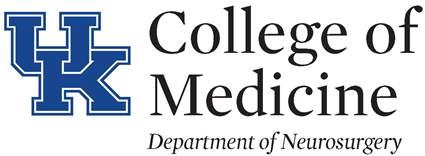 UK
College of
Medicine
Department of Neurosurgery